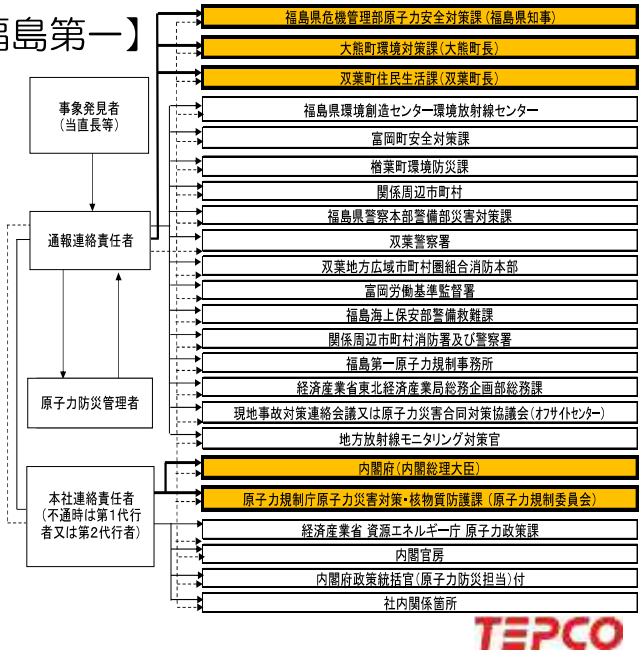 福島第一】
福島県危機管理部原子力安全対策課(福島県知事)
大熊町環境対策課(大熊町長)
双葉町住民生活課(双葉町長)
事象発見者
(当直長等)
福島県環境創造センター環境放射線センター
富岡町安全対策課
楢葉町環境防災課
関係周辺市町村
福島県警察本部警備部災害対策課
通報連絡責任者
双葉警察署
双葉地方広域市町村圏組合消防本部
富岡労働基準監督署
福島海上保安部警備救難課
関係周辺市町村消防署及び警察署
福島第一原子力規制事務所
原子力防災管理者
経済産業省東北経済産業局総務企画部総務課
現地事故対策連絡会議又は原子力災害合同対策協議会(オフサイトセンター)
地方放射線モニタリング対策官
内閣府(内閣総理大臣)
本社連絡責任者
(不通時は第1代行
者又は第2代行者)
原子力規制庁原子力災害対策・核物質防護課(原子力規制委員会)
経済産業省 資源エネルギー庁 原子力政策課
内閣官房
内閣府政策統括官(原子力防災担当)付
社内関係箇所
TEPCO